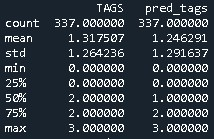 TAGS pred_tags
count 337.000000 337.000000
mean 1.317507 1.246291
std 1.264236 1.291637
min 0.000000 0.000000
25% 0.000000 0.000000
50% 2.000000 1.000000
75% 2.000000 2.000000
max 3.000000 3.000000